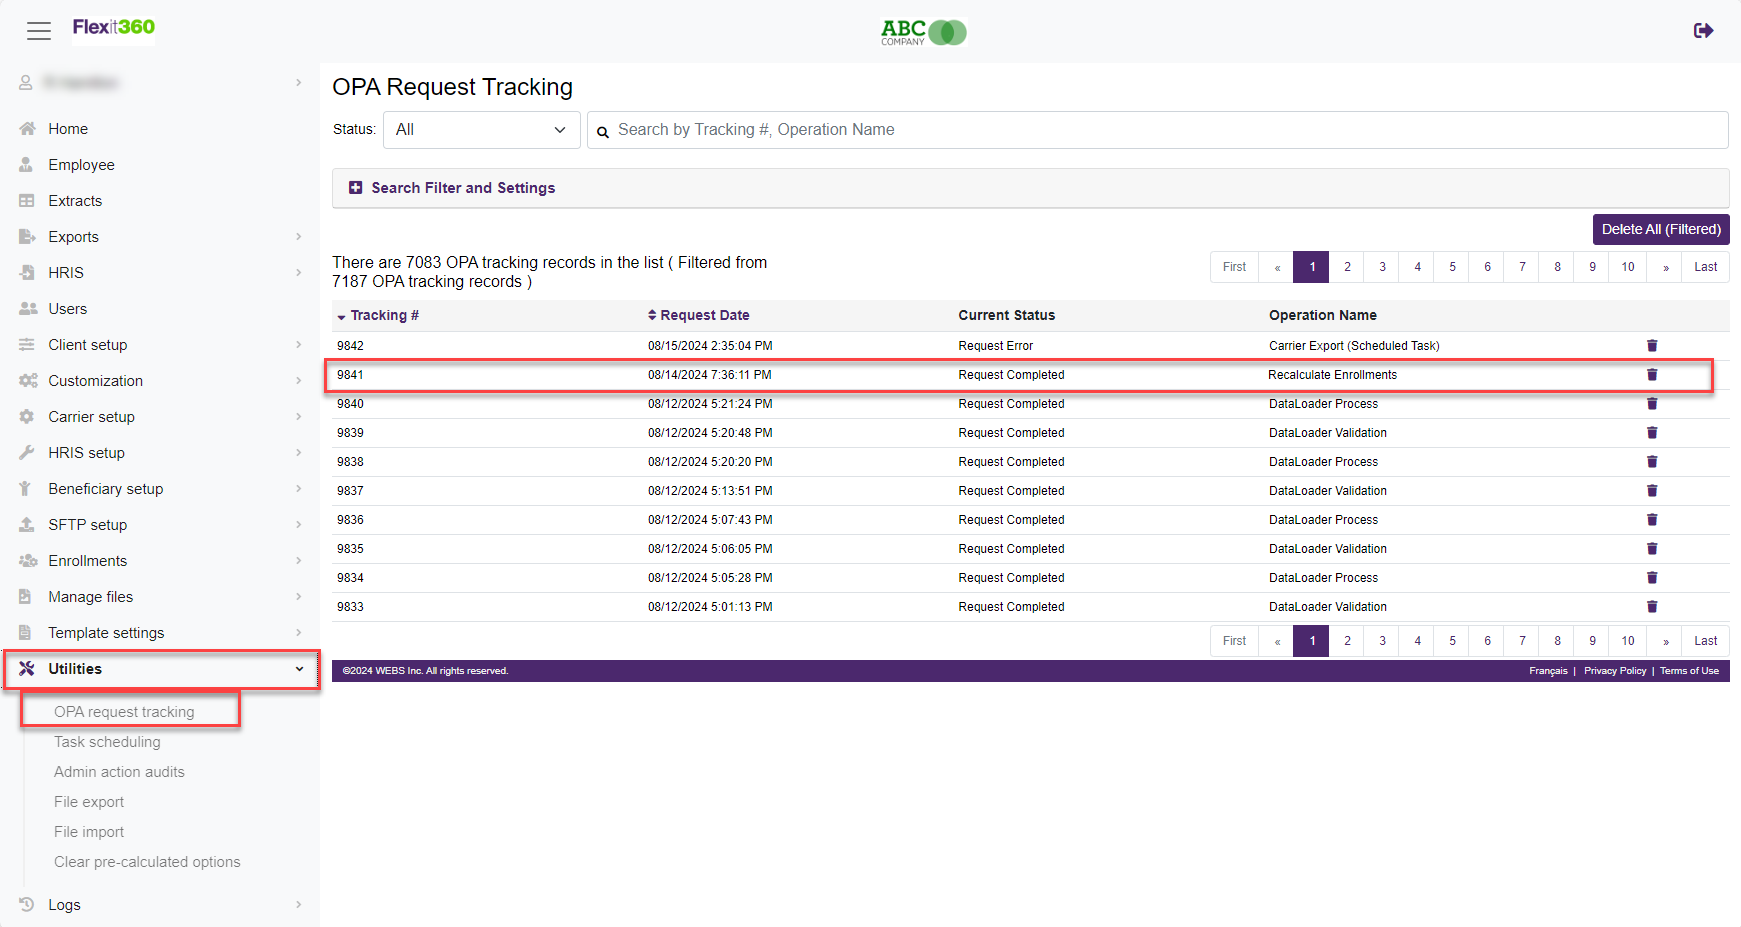 Flexit360
ABC
COMPANY
Home
Employee
Extracts
Exports
HRIS
Users
Client setup
Customization
Carrier setup
HRIS setup
Beneficiary setup
SFTP setup
Enrollments
Manage files
Template settings
Utilities
OPA request tracking
Task scheduling
Admin action audits
File export
File import
Clear pre-calculated options
Logs
OPA Request Tracking
Status: All Search by Tracking #, Operation Name
Search Filter and Settings
Delete All (Filtered)
There are 7083 OPA tracking records in the list ( Filtered from
7187 OPA tracking records )
First « 1 2 3 4 5 6 7 8 9 10 » Last
Tracking # Request Date Current Status Operation Name
9842 08/15/2024 2:35:04 PM Request Error Carrier Export (Scheduled Task)
9841 08/14/2024 7:36:11 PM Request Completed Recalculate Enrollments
9840 08/12/2024 5:21:24 PM Request Completed DataLoader Process
9839 08/12/2024 5:20:48 PM Request Completed DataLoader Validation
9838 08/12/2024 5:20:20 PM Request Completed DataLoader Process
9837 08/12/2024 5:13:51 PM Request Completed DataLoader Validation
9836 08/12/2024 5:07:43 PM Request Completed DataLoader Process
9835 08/12/2024 5:06:05 PM Request Completed DataLoader Validation
9834 08/12/2024 5:05:28 PM Request Completed DataLoader Process
9833 08/12/2024 5:01:13 PM Request Completed DataLoader Validation
First « 1 2 3 4 5 6 7 8 9 10 » Last
©2024 WEBS Inc. All rights reserved. Français | Privacy Policy | Terms of Use